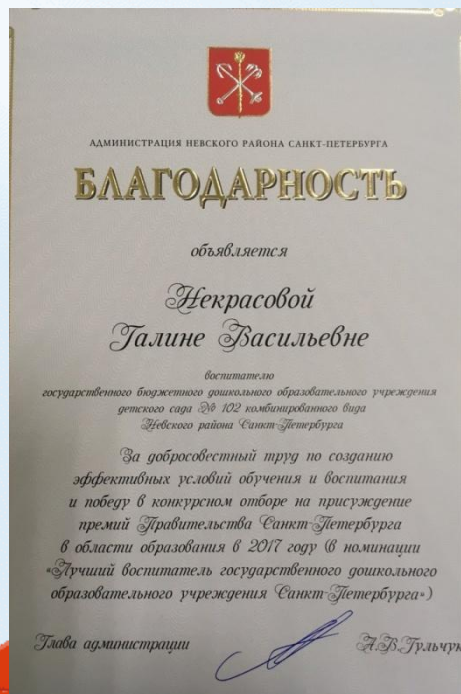 АДМИНИСТРАЦИЯ НЕВСКОГО РАЙОНА САНКТ-ПЕТЕРБУРГА
БЛАГОДАРНОСТЬ
объявляется
Некрасовой
Галине Васильевне
воспитателю
государственного бюджетного дошкольного образовательного учреждения
детского сада № 102 комбинированного вида
Невского района Санкт-Петербурга
За добросовестный труд по созданию
эффективных условий обучения и воспитания
и победу в конкурсном отборе на присуждение
премий Правительства Санкт-Петербурга
в области образования в 2017 году (в номинации
«Лучший воспитатель государственного дошкольного
образовательного учреждения Санкт-Петербурга»)
Глава администрации А.В.Гульчук